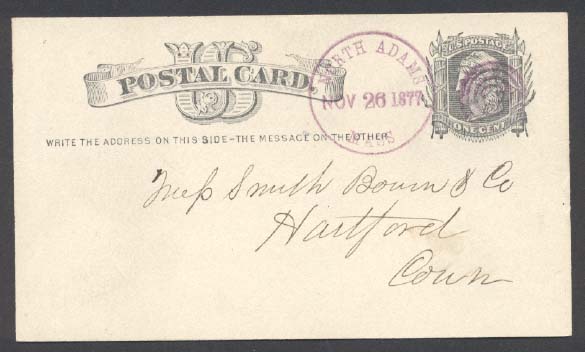 US
POSTAL CARD.
NORTH ADAMS
NOV 26 1877
MASS
U.S. POSTAGE
ONE CENT
WRITE THE ADDRESS ON THIS SIDE-THE MESSAGE ON THE OTHER
Mess Smith Bourn & Co
Hartford
Conn